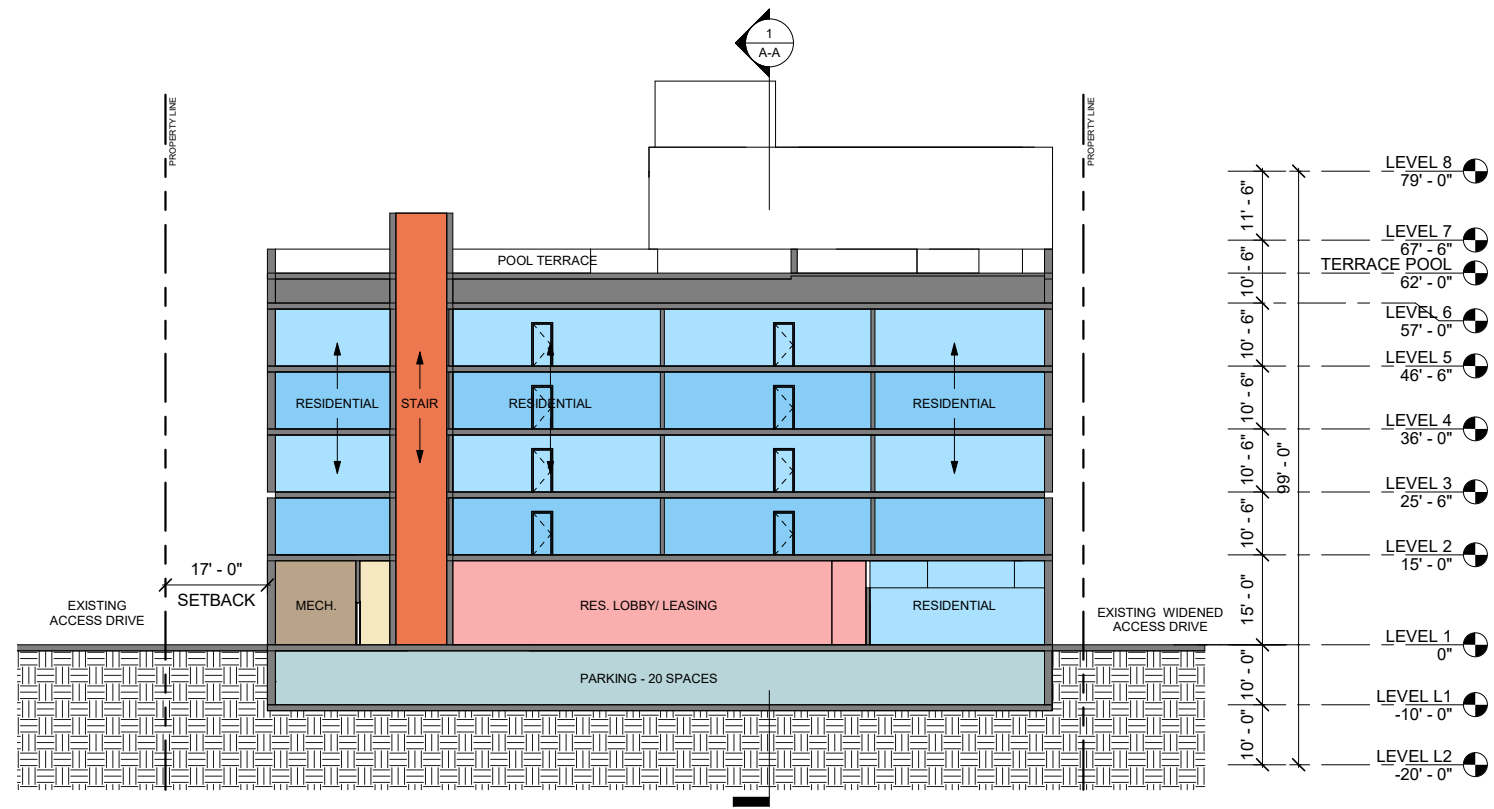 1
A-A
PROPERTY LINE
PROPERTY LINE
LEVEL 8
79' - 0"
11' - 6"
LEVEL 7
67' - 6"
POOL TERRACE
TERRACE POOL
62' - 0"
10' - 6"
LEVEL 6
57' - 0"
10' - 6"
LEVEL 5
46' - 6"
RESIDENTIAL
STAIR
RESIDENTIAL
RESIDENTIAL
10' - 6"
LEVEL 4
36' - 0"
10' - 6"
99' - 0"
LEVEL 3
25' - 6"
10' - 6"
LEVEL 2
15' - 0"
17' - 0"
SETBACK
EXISTING
ACCESS DRIVE
MECH.
RES. LOBBY/ LEASING
RESIDENTIAL
EXISTING WIDENED
ACCESS DRIVE
15' - 0"
LEVEL 1
0"
PARKING - 20 SPACES
10' - 0"
LEVEL L1
-10' - 0"
10' - 0"
LEVEL L2
-20' - 0"